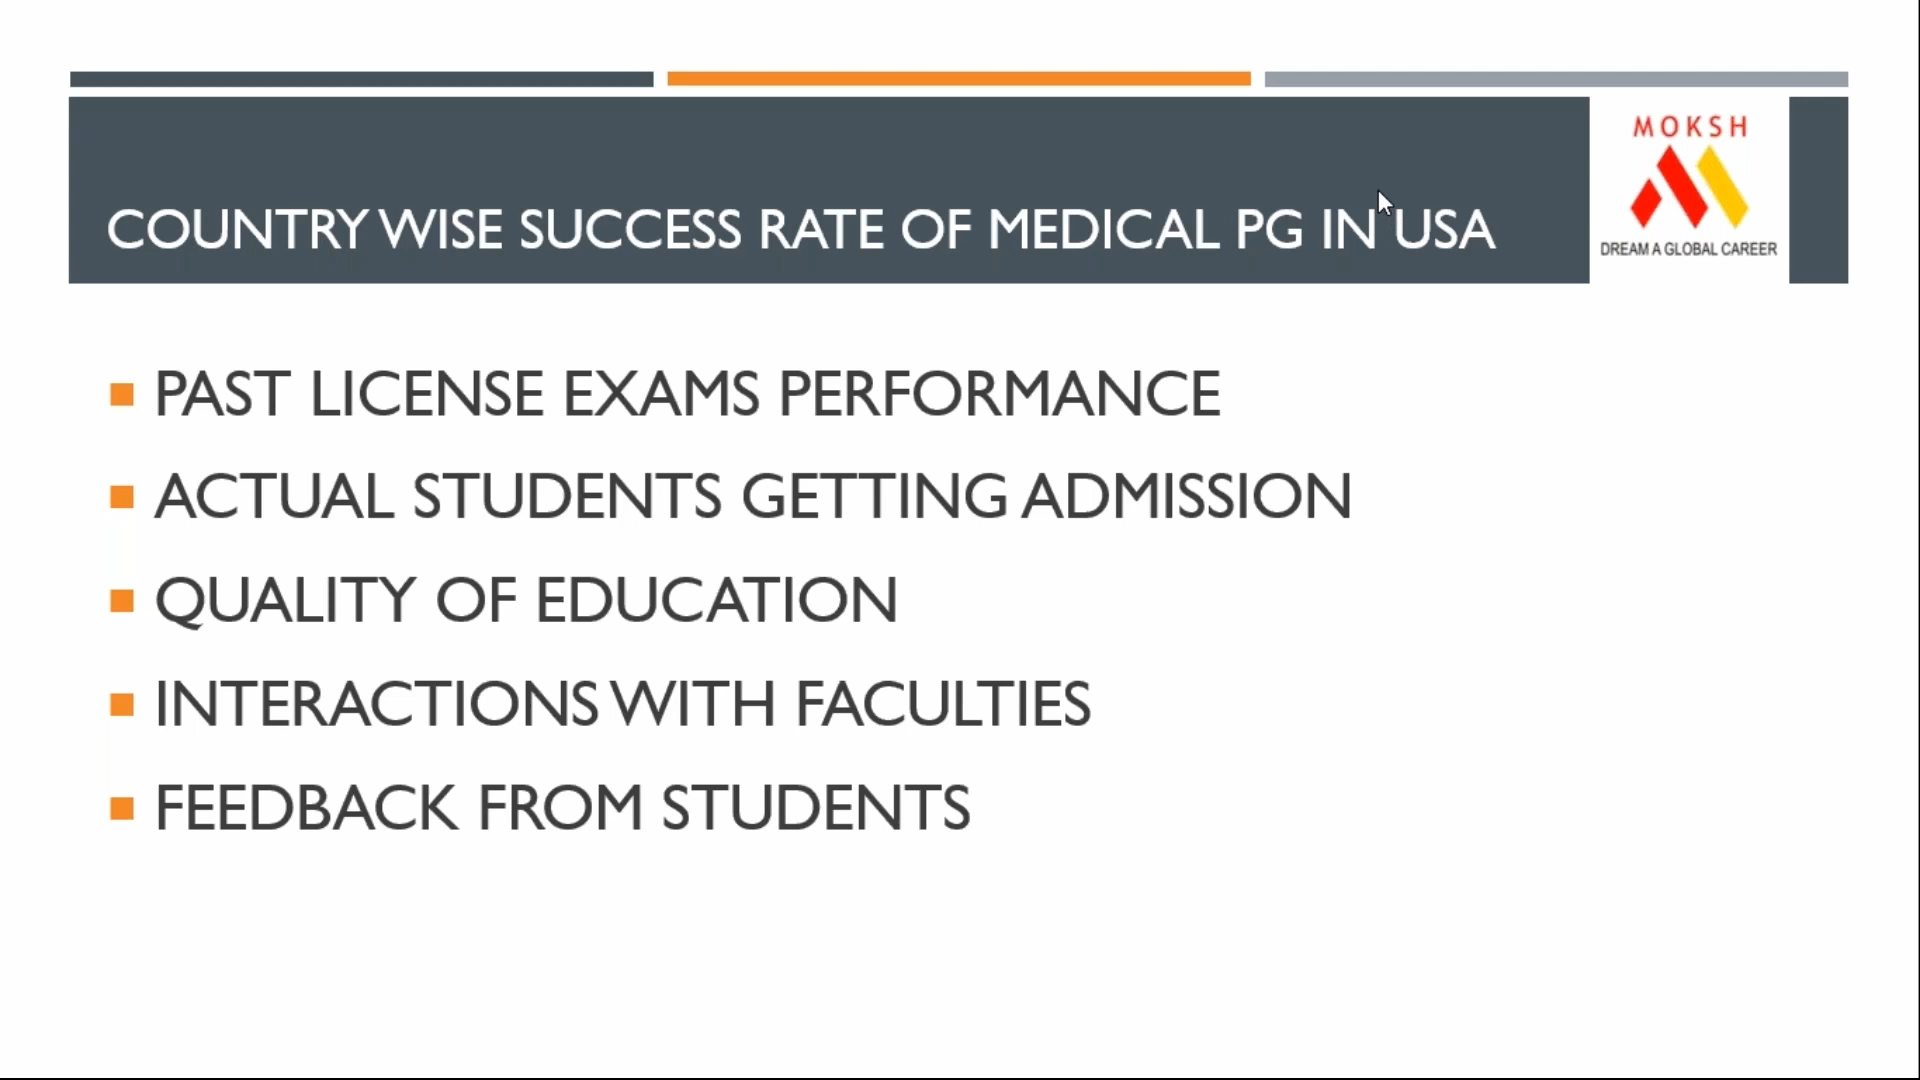 MOKSH
COUNTRY WISE SUCCESS RATE OF MEDICAL PG IN USA
DREAM A GLOBAL CAREER
PAST LICENSE EXAMS PERFORMANCE
ACTUAL STUDENTS GETTING ADMISSION
QUALITY OF EDUCATION
INTERACTIONS WITH FACULTIES
FEEDBACK FROM STUDENTS